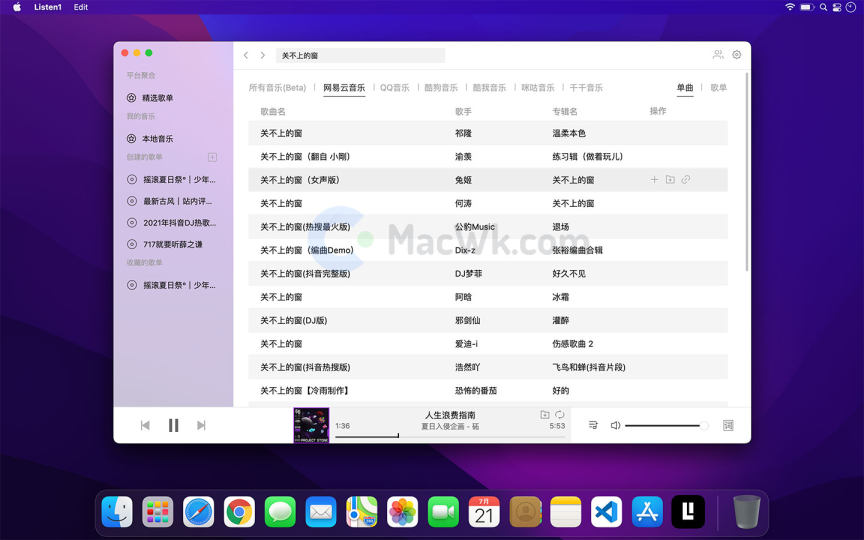 Listen1 Edit
平台聚合
精选歌单
我的音乐
本地音乐
创建的歌单
摇滚夏日祭°｜少年...
最新古风｜站内评...
2021年抖音DJ热歌...
717就要听薛之谦
收藏的歌单
摇滚夏日祭°｜少年...
关不上的窗
所有音乐(Beta) 网易云音乐 QQ音乐 酷狗音乐 酷我音乐 咪咕音乐 千千音乐 单曲 歌单
歌曲名 歌手 专辑名 操作
关不上的窗 祁隆 温柔本色
关不上的窗（翻自 小刚） 渝羡 练习辑（做着玩儿）
关不上的窗（女声版） 兔姬 关不上的窗
关不上的窗 何涛 关不上的窗
关不上的窗(热搜最火版) 公豹Music 退场
关不上的窗（编曲Demo） Dix-z 张裕编曲合辑
关不上的窗(抖音完整版) DJ梦菲 好久不见
关不上的窗 阿晗 冰霜
关不上的窗(DJ版) 邪剑仙 灌醉
关不上的窗 爱迪-i 伤感歌曲 2
关不上的窗(抖音热搜版) 浩然吖 飞鸟和蝉(抖音片段)
关不上的窗【冷雨制作】 恐怖的番茄 好的
MacWk.com
人生浪费指南
1:36 夏日入侵企画 - 砳 5:53
PROJECT STONE
词
7月
21